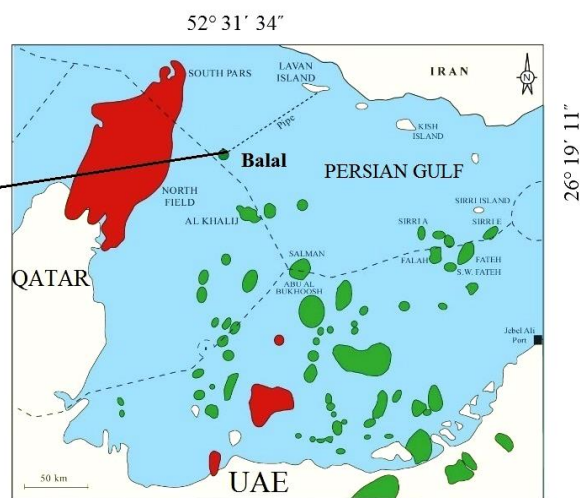 52° 31′ 34″
SOUTH PARS
LAVAN
ISLAND
IRAN
N
Pipe
KISH
ISLAND
26° 19′ 11″
Balal
PERSIAN GULF
NORTH
FIELD
AL KHALIJ
SIRRI ISLAND
SIRRI A
SIRRI E
SALMAN
FALAH
FATEH
S.W. FATEH
QATAR
ABU AL
BUKHOOSH
Jebel Ali
Port
50 km
UAE